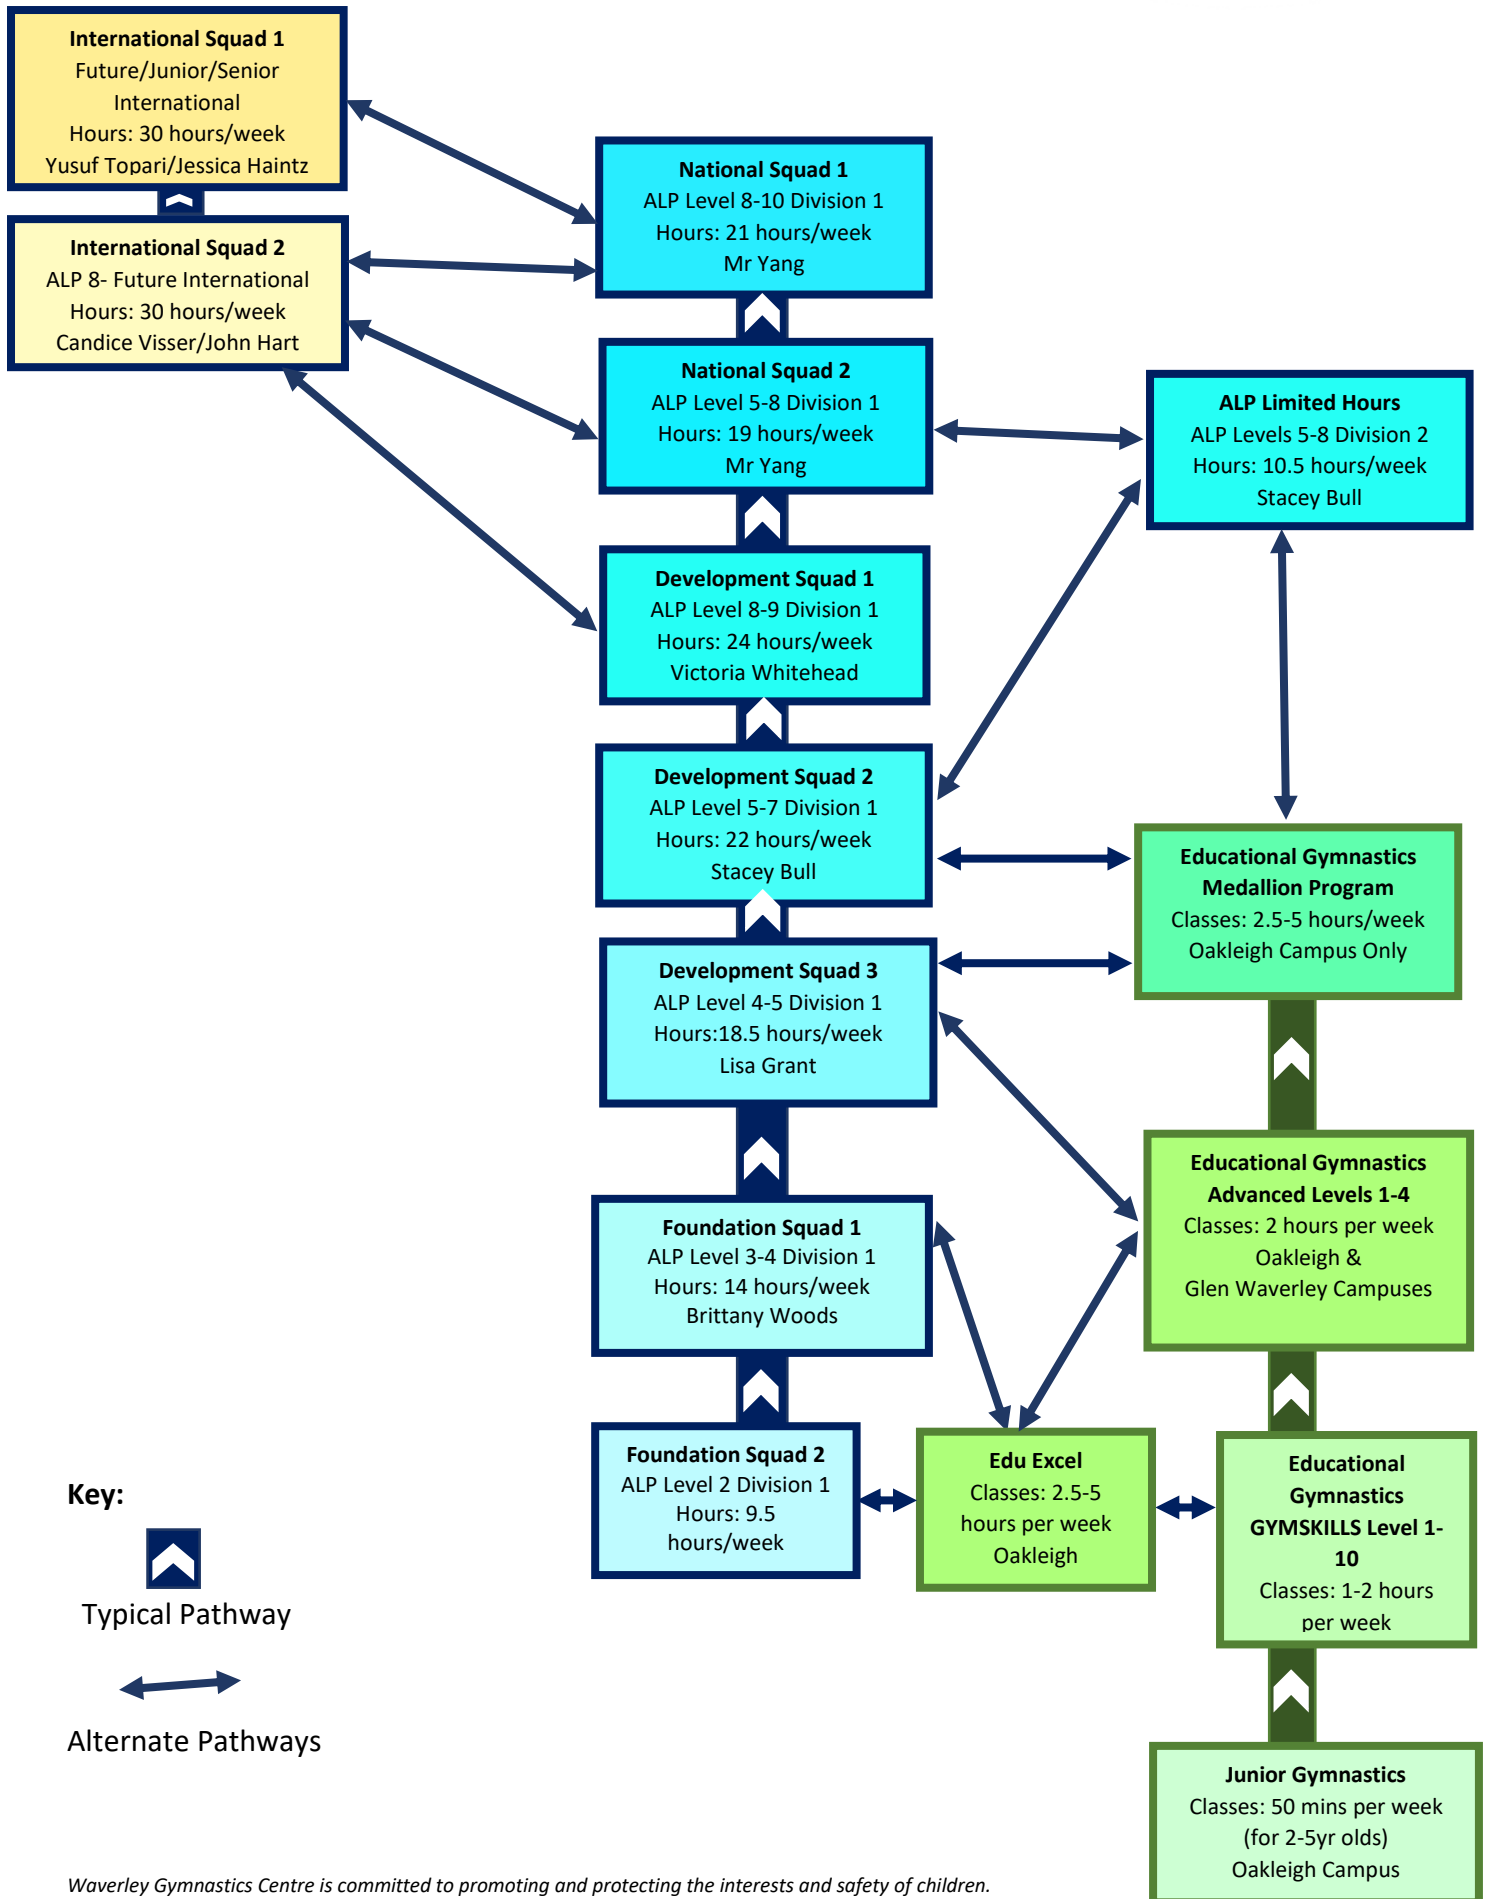 International Squad 1
Future/Junior/Senior
International
Hours: 30 hours/week
Yusuf Topari/Jessica Haintz
International Squad 2
ALP 8- Future International
Hours: 30 hours/week
Candice Visser/John Hart
National Squad 1
ALP Level 8-10 Division 1
Hours: 21 hours/week
Mr Yang
National Squad 2
ALP Level 5-8 Division 1
Hours: 19 hours/week
Mr Yang
ALP Limited Hours
ALP Levels 5-8 Division 2
Hours: 10.5 hours/week
Stacey Bull
Development Squad 1
ALP Level 8-9 Division 1
Hours: 24 hours/week
Victoria Whitehead
Development Squad 2
ALP Level 5-7 Division 1
Hours: 22 hours/week
Stacey Bull
Educational Gymnastics
Medallion Program
Classes: 2.5-5 hours/week
Oakleigh Campus Only
Development Squad 3
ALP Level 4-5 Division 1
Hours:18.5 hours/week
Lisa Grant
Educational Gymnastics
Advanced Levels 1-4
Classes: 2 hours per week
Oakleigh &
Glen Waverley Campuses
Foundation Squad 1
ALP Level 3-4 Division 1
Hours: 14 hours/week
Brittany Woods
Foundation Squad 2
ALP Level 2 Division 1
Hours: 9.5
hours/week
Edu Excel
Classes: 2.5-5
hours per week
Oakleigh
Educational
Gymnastics
GYMSKILLS Level 1-
10
Classes: 1-2 hours
per week
Key:
Typical Pathway
Alternate Pathways
Junior Gymnastics
Classes: 50 mins per week
(for 2-5yr olds)
Oakleigh Campus
Waverley Gymnastics Centre is committed to promoting and protecting the interests and safety of children.